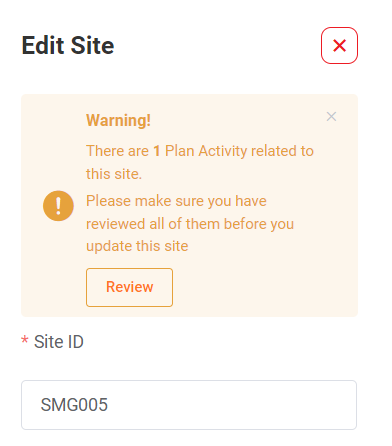 Edit Site
Warning!
There are 1 Plan Activity related to
this site.
Please make sure you have
reviewed all of them before you
update this site
Review
* Site ID
SMG005